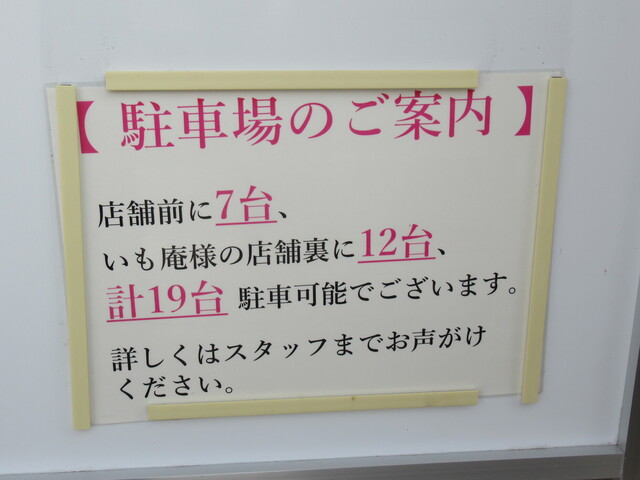 【駐車場のご案内】
店舗前に7台、
いも庵様の店舗裏に12台、
計19台 駐車可能でございます。
詳しくはスタッフまでお声がけ
ください。